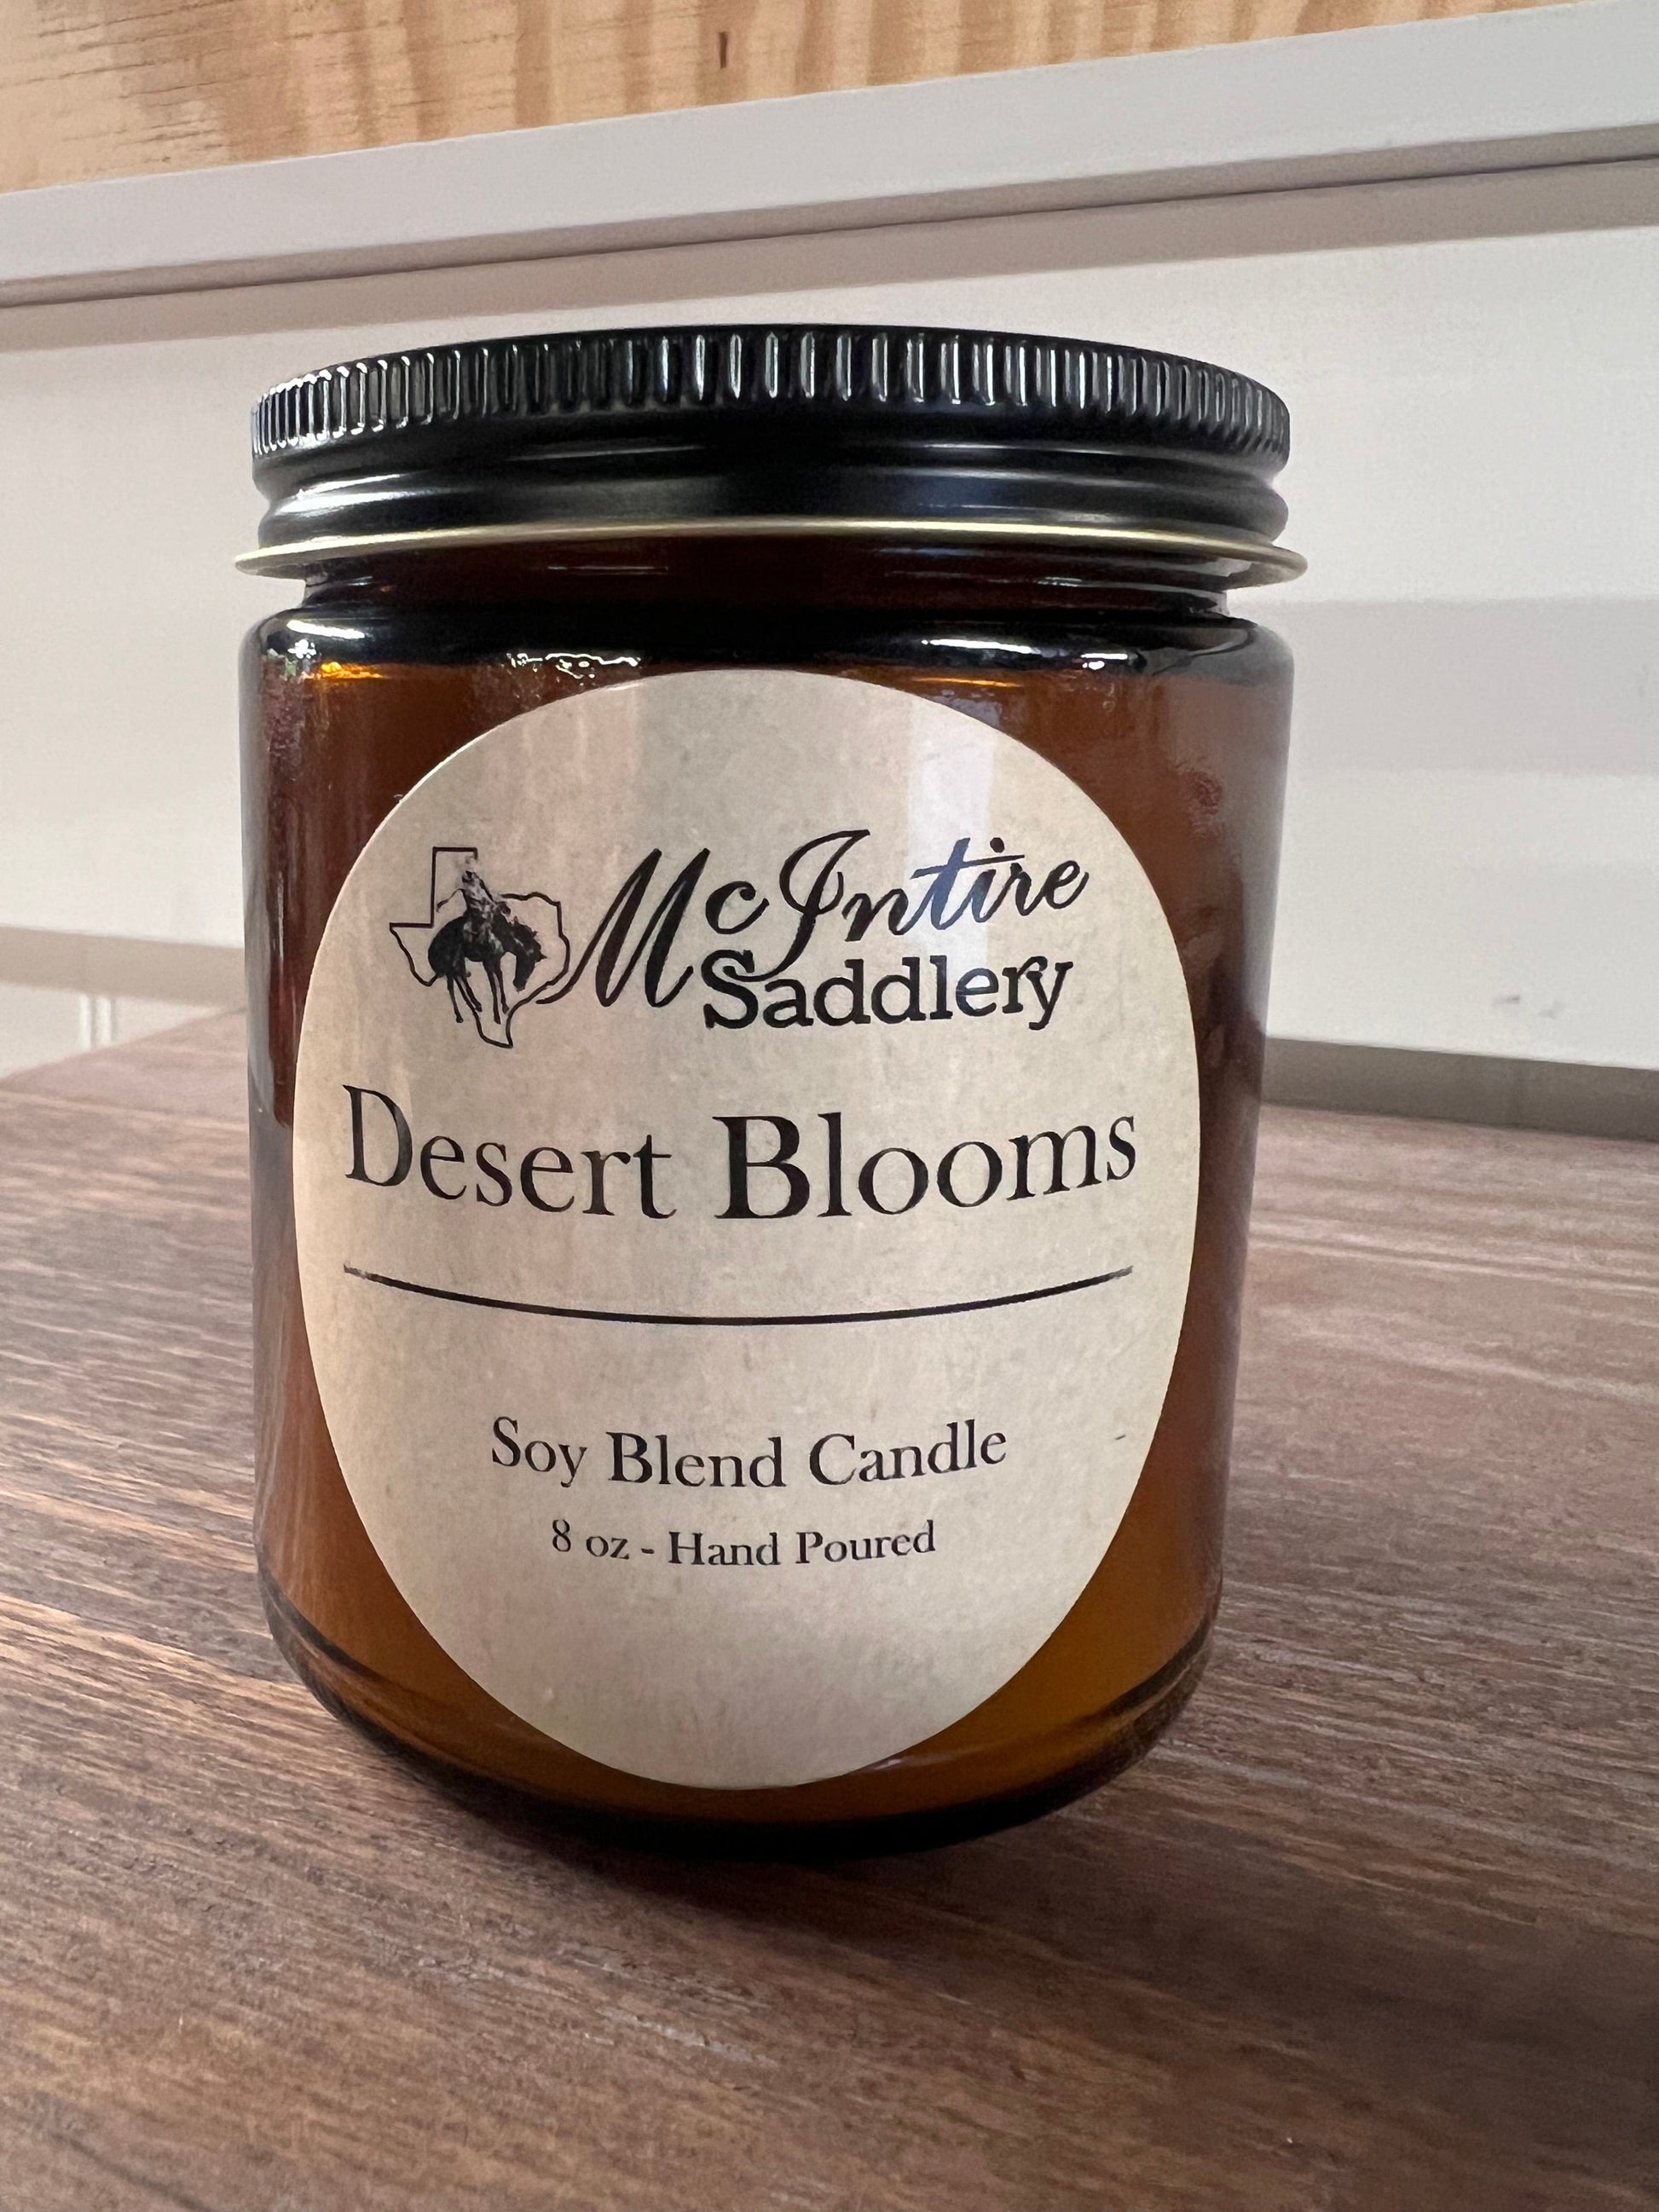 McIntire
Saddlery
Desert Blooms
Soy Blend Candle
8 oz - Hand Poured